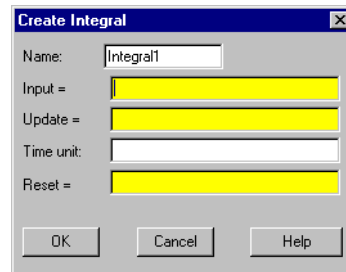 Create Integral
Name: Integral1
Input =
Update =
Time unit:
Reset =
OK Cancel Help